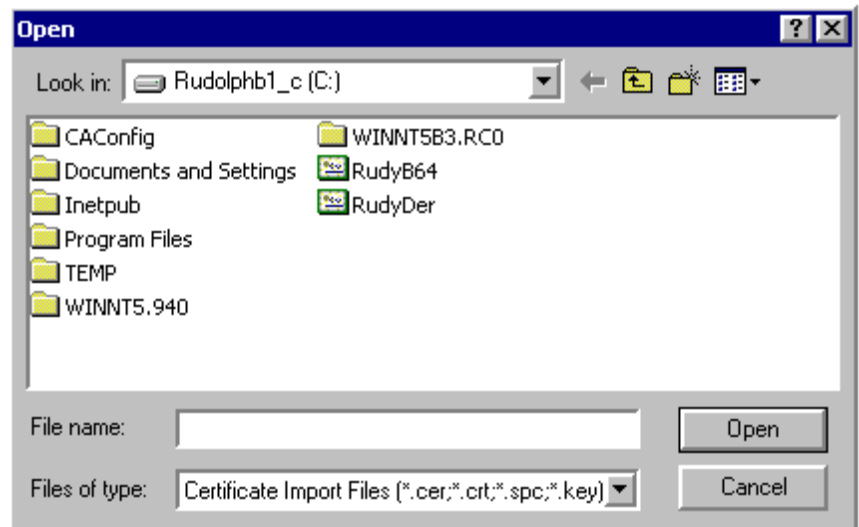 Open
Look in: Rudolphb1_c (C:)
CAConfig
Documents and Settings
Inetpub
Program Files
TEMP
WINNT5.940
WINNT5B3.RC0
RudyB64
RudyDer
File name:
Open
Files of type: Certificate Import Files (*.cer;*.crt;*.spc;*.key)
Cancel